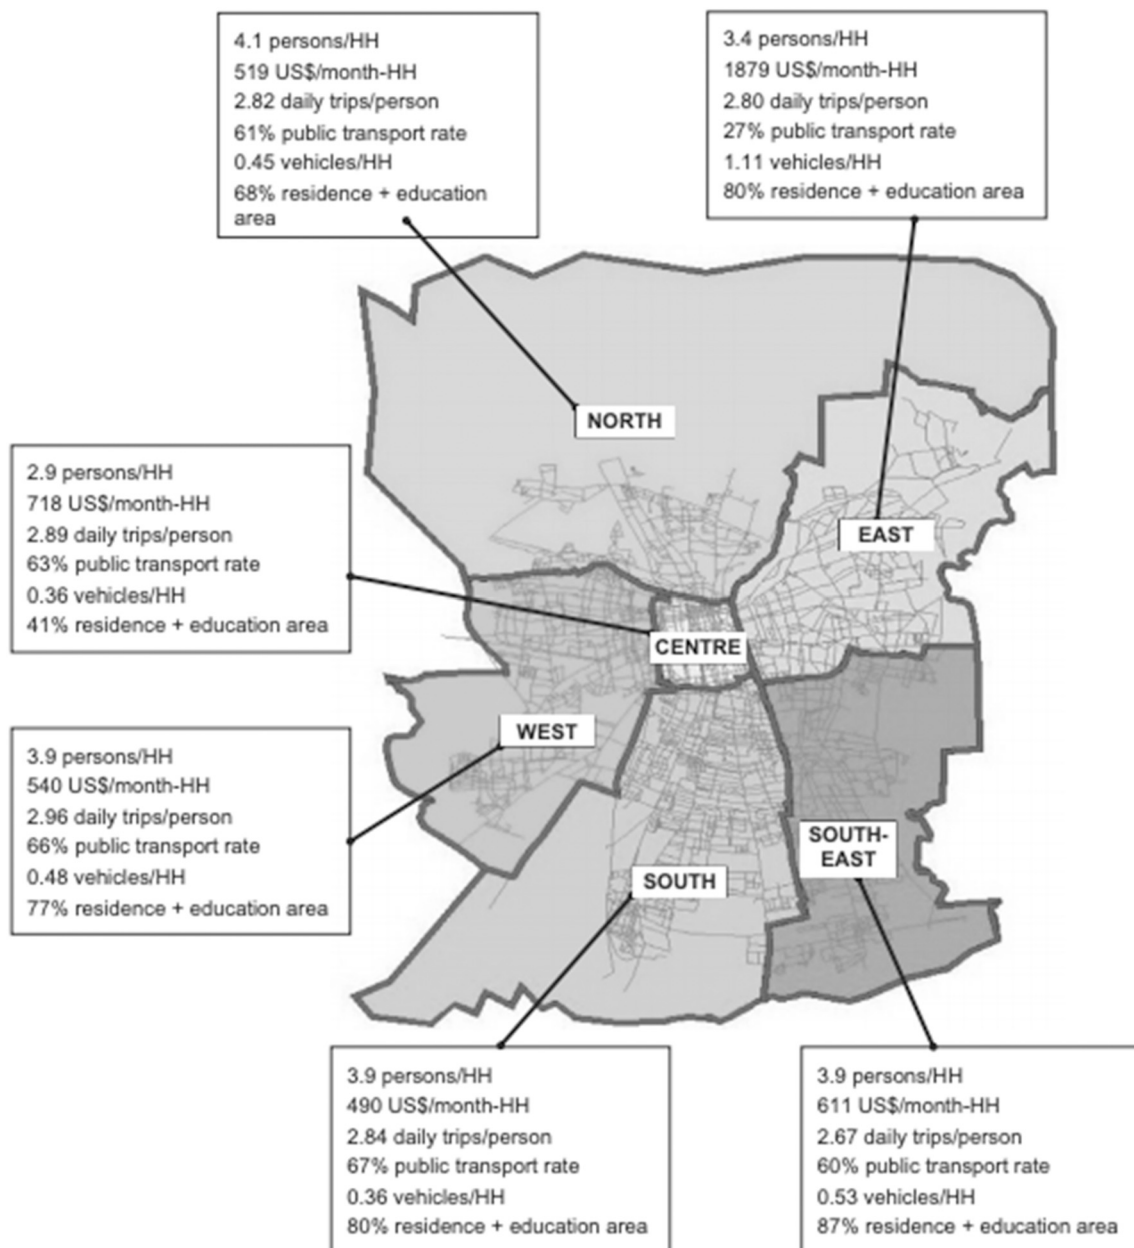 4.1 persons/HH
519 US$/month-HH
2.82 daily trips/person
61% public transport rate
0.45 vehicles/HH
68% residence + education
area
3.4 persons/HH
1879 US$/month-HH
2.80 daily trips/person
27% public transport rate
1.11 vehicles/HH
80% residence + education area
NORTH
2.9 persons/HH
718 US$/month-HH
2.89 daily trips/person
63% public transport rate
0.36 vehicles/HH
41% residence + education area
EAST
CENTRE
3.9 persons/HH
540 US$/month-HH
2.96 daily trips/person
66% public transport rate
0.48 vehicles/HH
77% residence + education area
WEST
SOUTH-
EAST
SOUTH
3.9 persons/HH
490 US$/month-HH
2.84 daily trips/person
67% public transport rate
0.36 vehicles/HH
80% residence + education area
3.9 persons/HH
611 US$/month-HH
2.67 daily trips/person
60% public transport rate
0.53 vehicles/HH
87% residence + education area